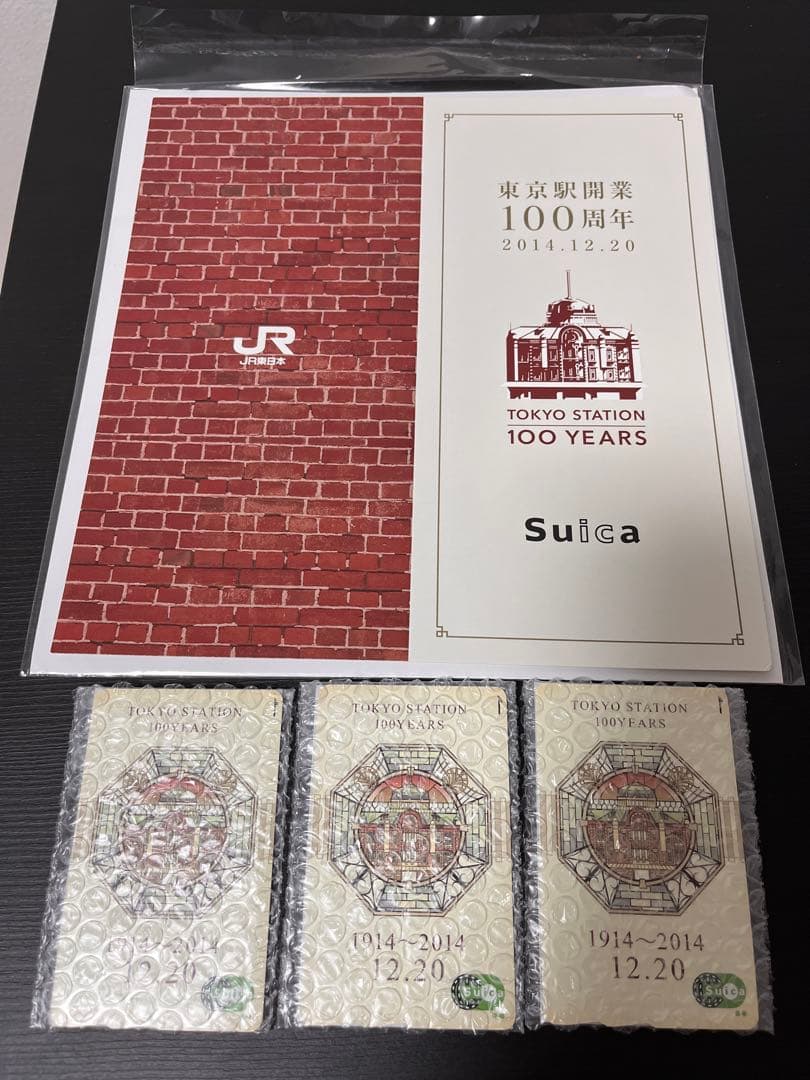 東京駅開業
100周年
2014.12.20
JR
JR東日本
TOKYO STATION
100 YEARS
Suica
TOKYO STATION
100YEARS
1914～2014
12.20
Suica
TOKYO STATION
100YEARS
1914～2014
12.20
Suica
TOKYO STATION
100YEARS
1914～2014
12.20
Suica